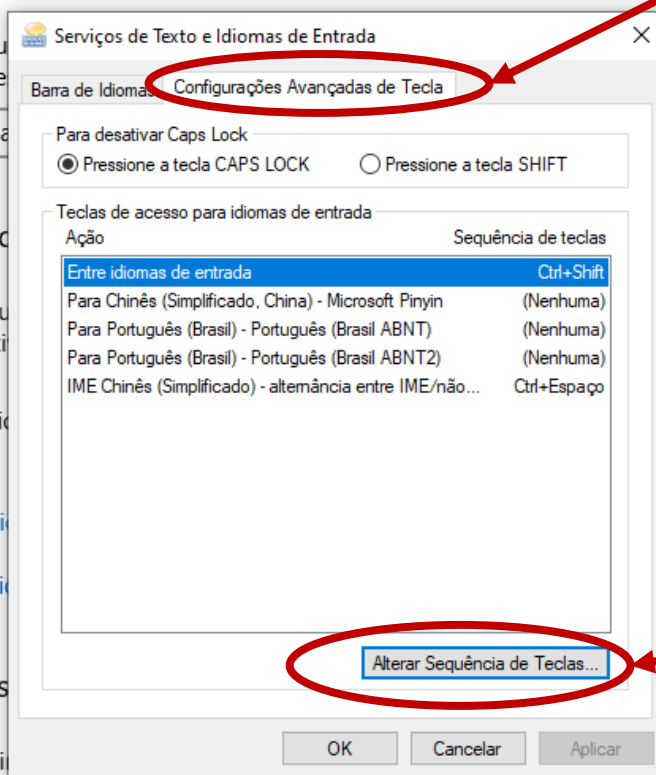 Serviços de Texto e Idiomas de Entrada
Barra de Idiomas Configurações Avançadas de Tecla
Para desativar Caps Lock
Pressione a tecla CAPS LOCK Pressione a tecla SHIFT
Teclas de acesso para idiomas de entrada
Ação Sequência de teclas
Entre idiomas de entrada Ctrl+Shift
Para Chinês (Simplificado, China) - Microsoft Pinyin (Nenhuma)
Para Português (Brasil) - Português (Brasil ABNT) (Nenhuma)
Para Português (Brasil) - Português (Brasil ABNT2) (Nenhuma)
IME Chinês (Simplificado) - alternância entre IME/não... Ctrl+Espaço
Alterar Sequência de Teclas...
OK Cancelar Aplicar